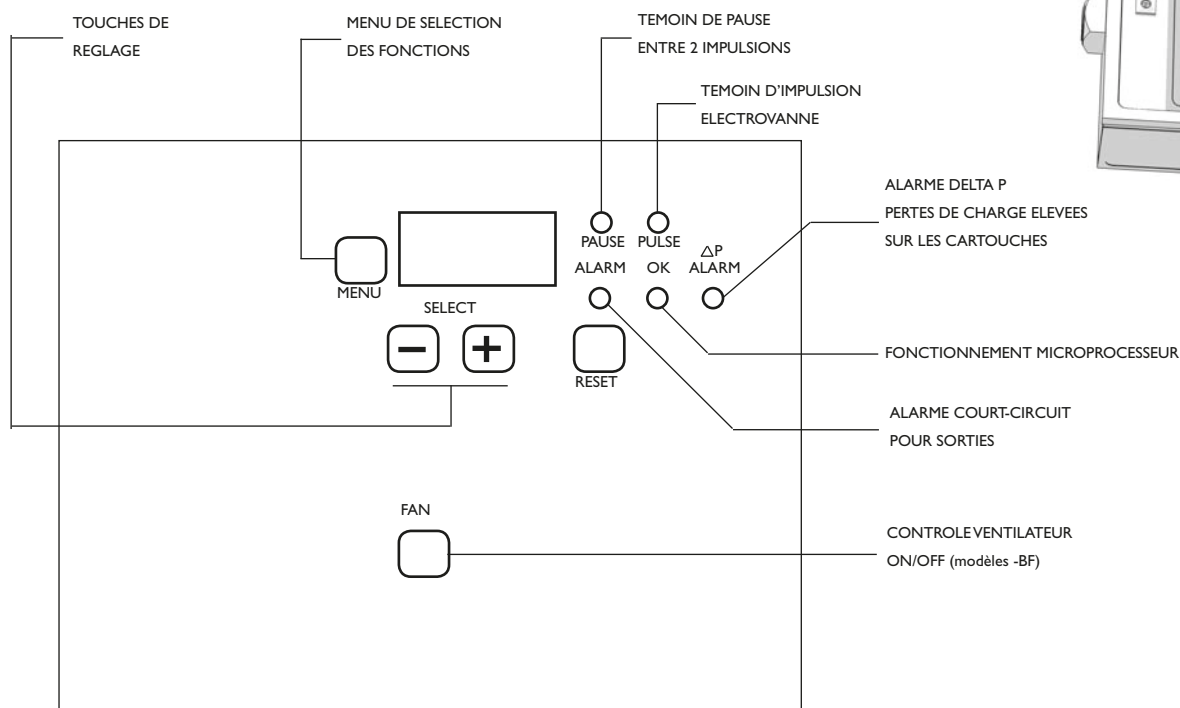 TOUCHES DE
REGLAGE
MENU DE SELECTION
DES FONCTIONS
TEMOIN DE PAUSE
ENTRE 2 IMPULSIONS
TEMOIN D'IMPULSION
ELECTROVANNE
ALARME DELTA P
PERTES DE CHARGE ELEVEES
SUR LES CARTOUCHES
PAUSE
PULSE
△P
ALARM
OK
ALARM
MENU
SELECT
− +
RESET
FONCTIONNEMENT MICROPROCESSEUR
ALARME COURT-CIRCUIT
POUR SORTIES
FAN
CONTROLE VENTILATEUR
ON/OFF (modèles -BF)